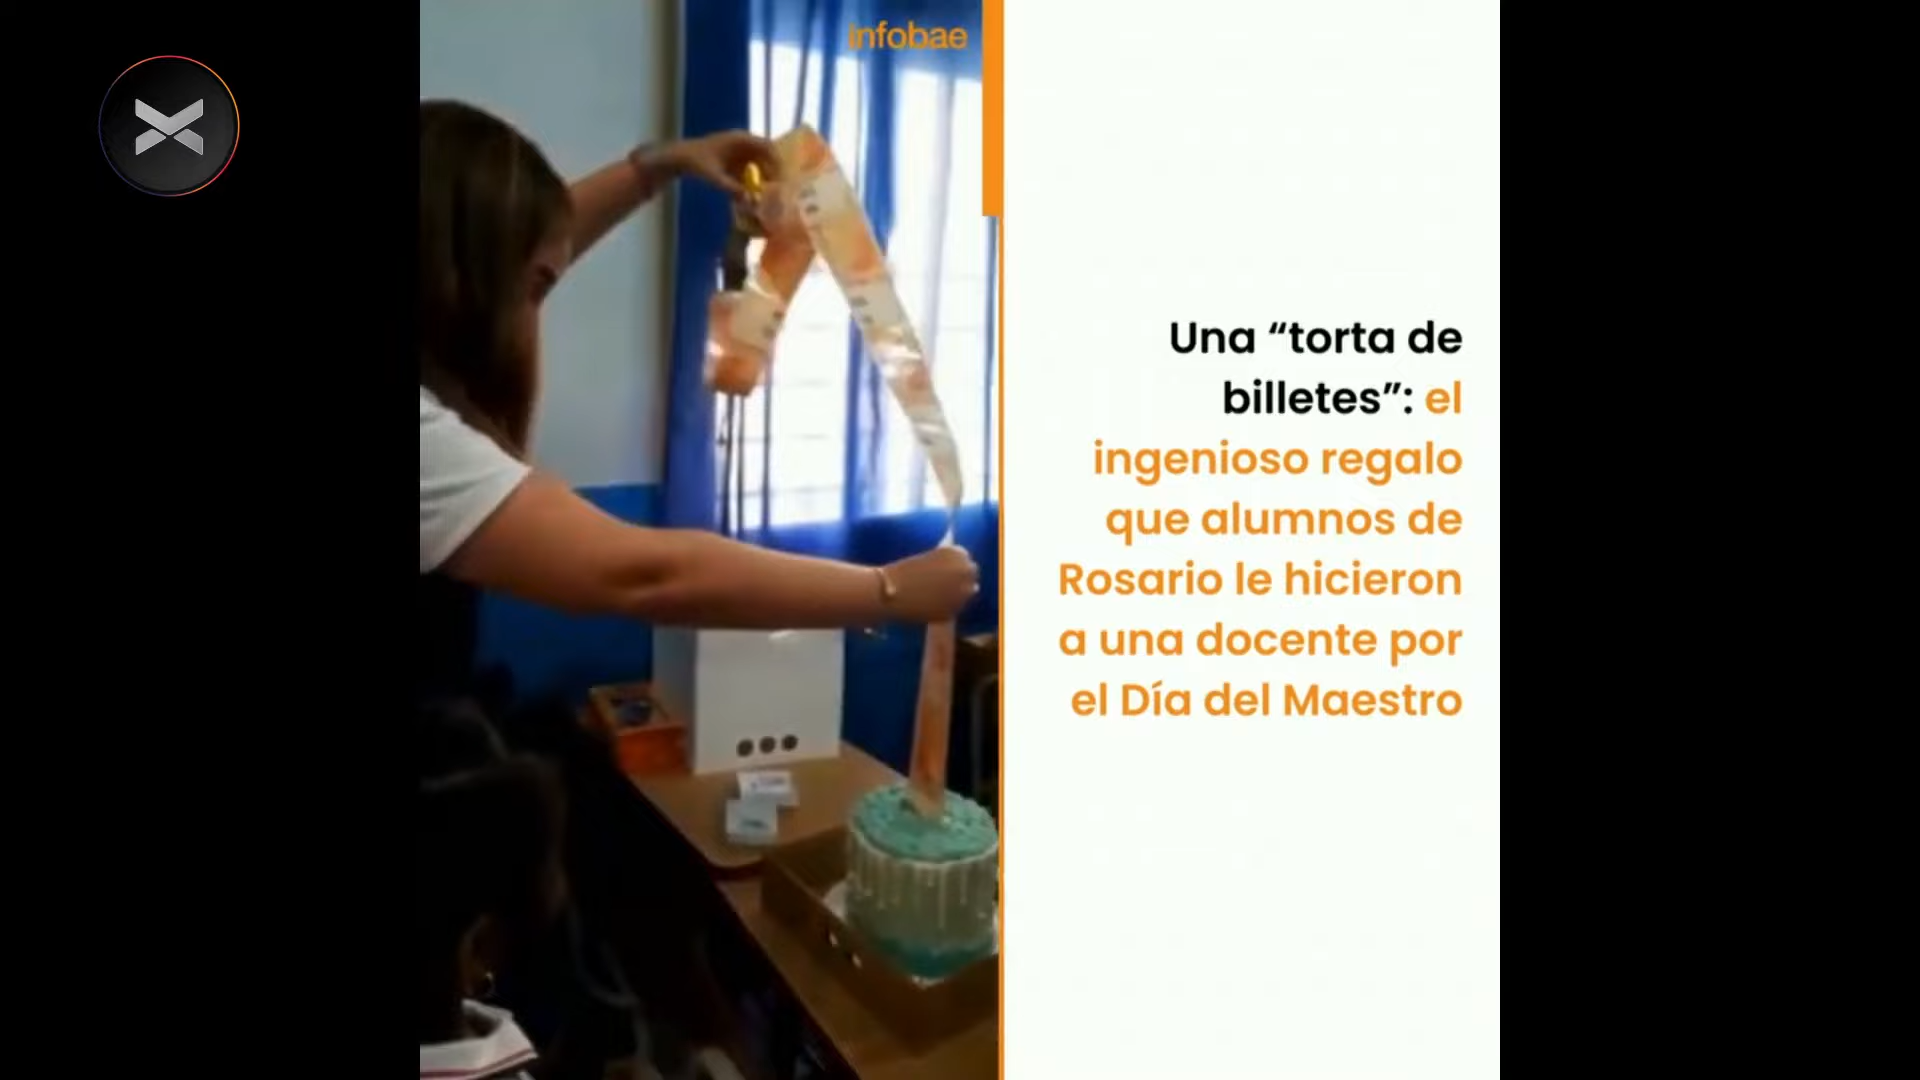 infobae
Una “torta de
billetes”: el
ingenioso regalo
que alumnos de
Rosario le hicieron
a una docente por
el Día del Maestro